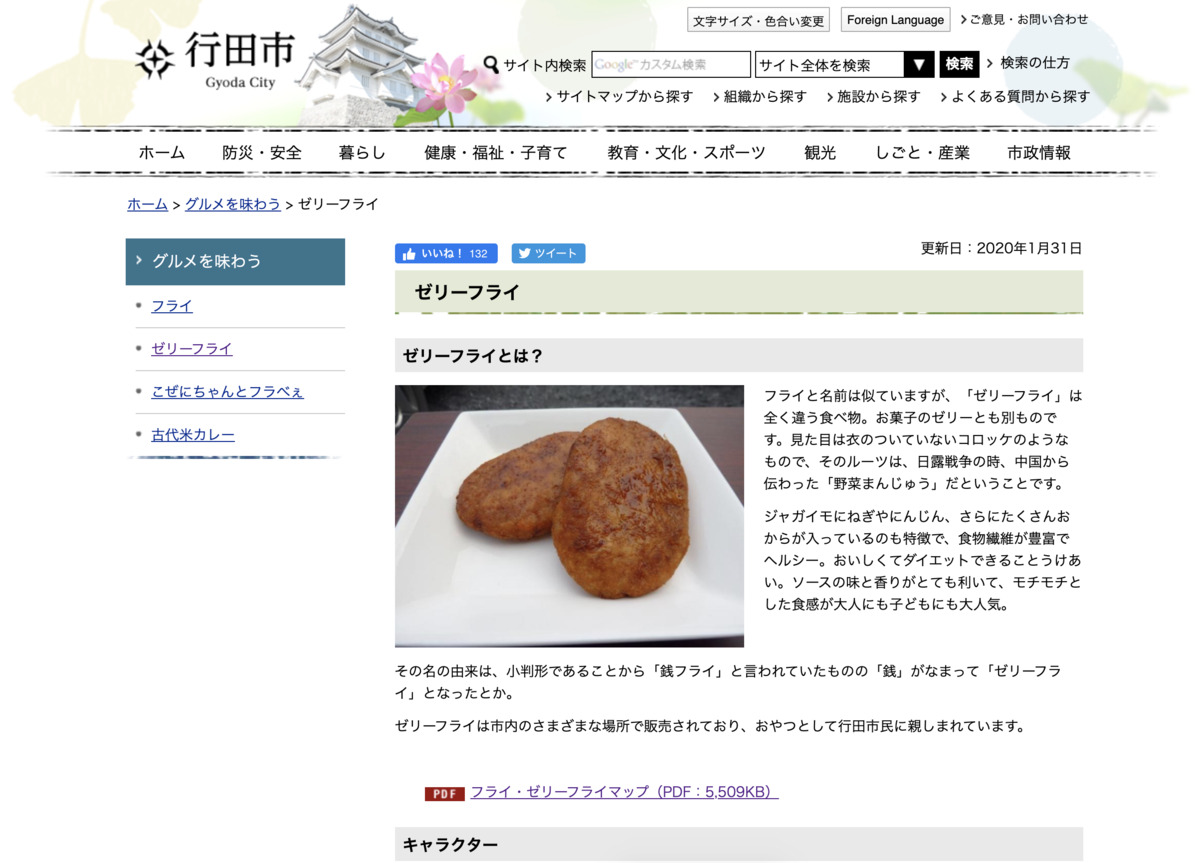 文字サイズ・色合い変更
Foreign Language
ご意見・お問い合わせ
行田市
Gyoda City
サイト内検索
Google™カスタム検索
サイト全体を検索 ▼
検索
検索の仕方
サイトマップから探す
組織から探す
施設から探す
よくある質問から探す
ホーム 防災・安全 暮らし 健康・福祉・子育て 教育・文化・スポーツ 観光 しごと・産業 市政情報
ホーム > グルメを味わう > ゼリーフライ
グルメを味わう
フライ
ゼリーフライ
こぜにちゃんとフラべぇ
古代米カレー
いいね！ 132
ツイート
更新日：2020年1月31日
ゼリーフライ
ゼリーフライとは？
フライと名前は似ていますが、「ゼリーフライ」は
全く違う食べ物。お菓子のゼリーとも別もので
す。見た目は衣のついていないコロッケのような
もので、そのルーツは、日露戦争の時、中国から
伝わった「野菜まんじゅう」だということです。
ジャガイモにねぎやにんじん、さらにたくさんお
からが入っているのも特徴で、食物繊維が豊富で
ヘルシー。おいしくてダイエットできることうけあ
い。ソースの味と香りがとても利いて、モチモチと
した食感が大人にも子どもにも大人気。
その名の由来は、小判形であることから「銭フライ」と言われていたものの「銭」がなまって「ゼリーフラ
イ」となったとか。
ゼリーフライは市内のさまざまな場所で販売されており、おやつとして行田市民に親しまれています。
PDF フライ・ゼリーフライマップ（PDF：5,509KB）
キャラクター